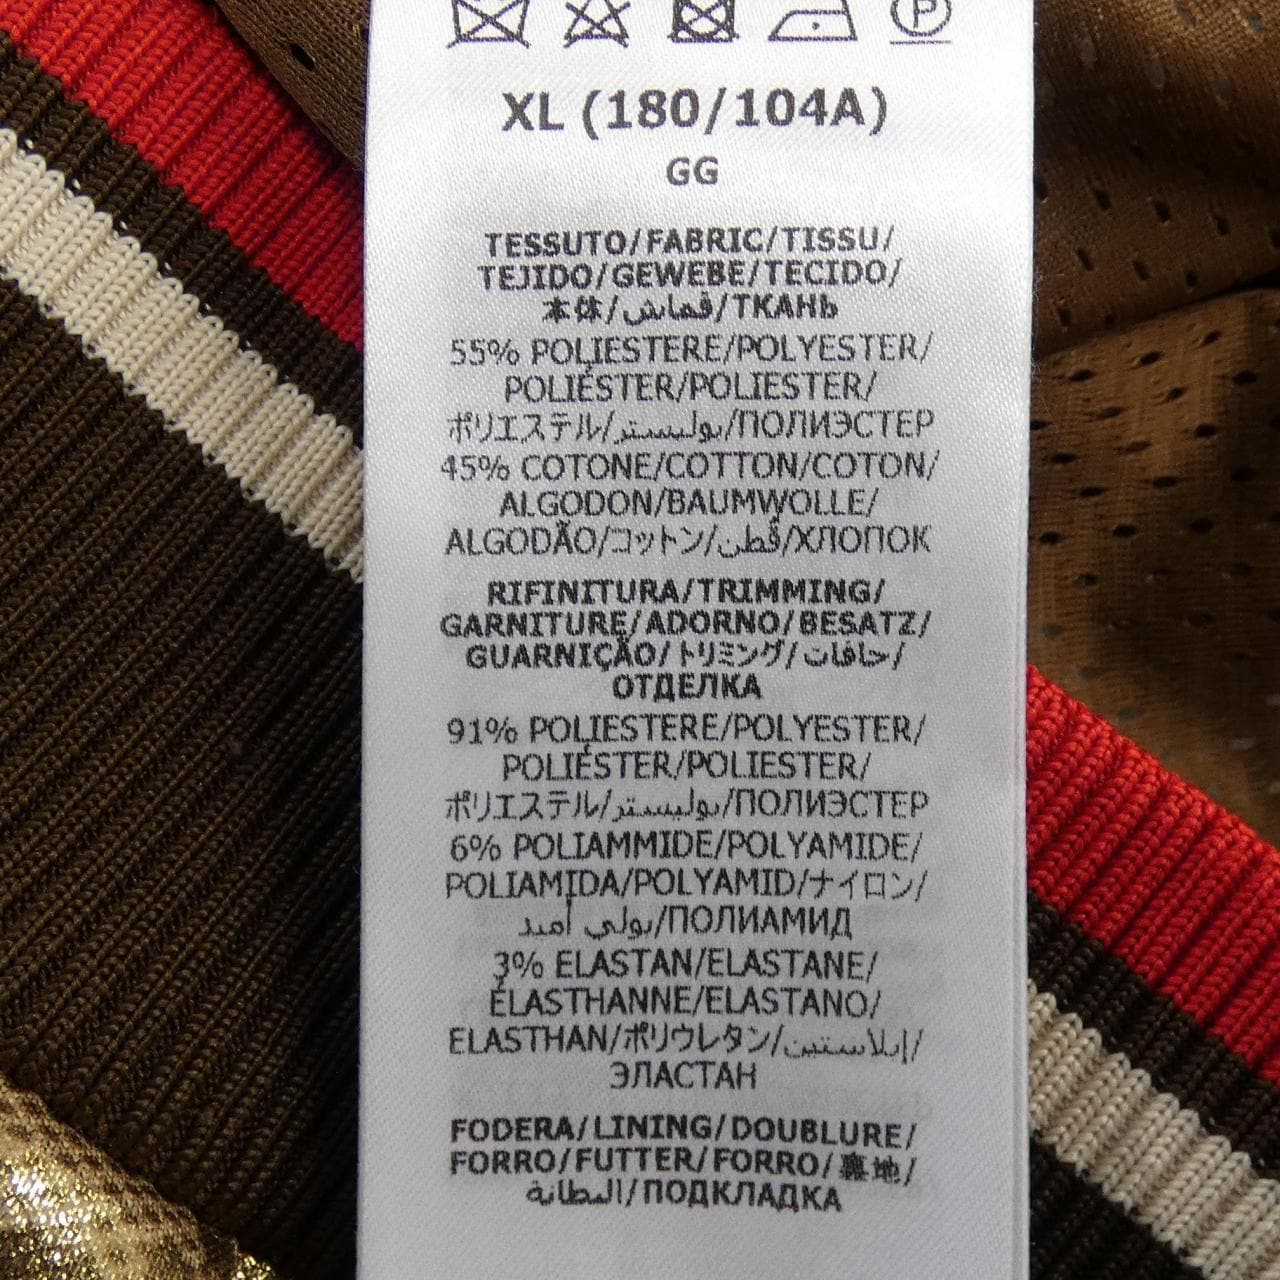 XL (180/104A)
GG
TESSUTO/FABRIC/TISSU/
TEJIDO/GEWEBE/TECIDO/
本体/قماش/ТКАНЬ
55% POLIESTERE/POLYESTER/
POLIÉSTER/POLIESTER/
ポリエステル/بوليستر/ПОЛИЭСТЕР
45% COTONE/COTTON/COTON/
ALGODON/BAUMWOLLE/
ALGODÃO/コットン/قطن/ХЛОПОК
RIFINITURA/TRIMMING/
GARNITURE/ADORNO/BESATZ/
GUARNIÇÃO/トリミング/حافات/
ОТДЕЛКА
91% POLIESTERE/POLYESTER/
POLIÉSTER/POLIESTER/
ポリエステル/بوليستر/ПОЛИЭСТЕР
6% POLIAMMIDE/POLYAMIDE/
POLIAMIDA/POLYAMID/ナイロン/
بولي أميد/ПОЛИАМИД
3% ELASTAN/ELASTANE/
ÉLASTHANNE/ELASTANO/
ELASTHAN/ポリウレタン/إيلاستين/
ЭЛАСТАН
FODERA/LINING/DOUBLURE/
FORRO/FUTTER/FORRO/裏地/
البطانة/ПОДКЛАДКА